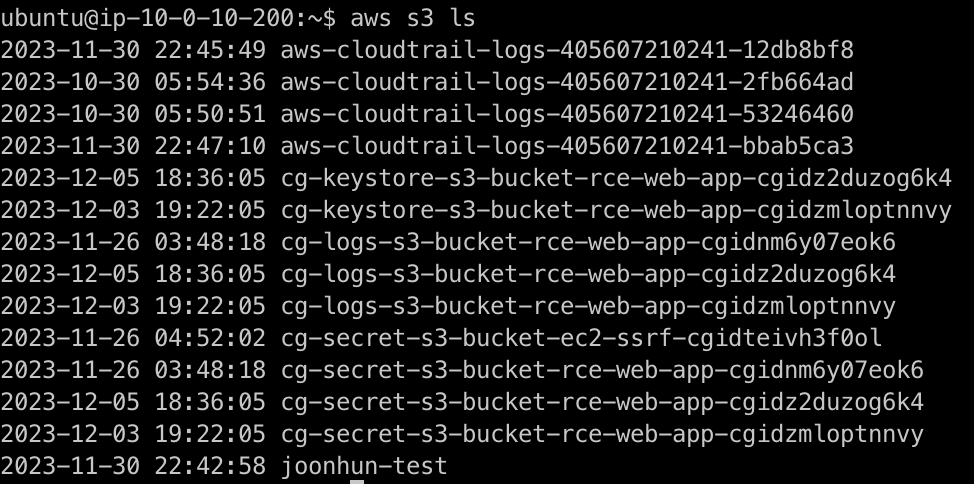 ubuntu@ip-10-0-10-200:~$ aws s3 ls
2023-11-30 22:45:49 aws-cloudtrail-logs-405607210241-12db8bf8
2023-10-30 05:54:36 aws-cloudtrail-logs-405607210241-2fb664ad
2023-10-30 05:50:51 aws-cloudtrail-logs-405607210241-53246460
2023-11-30 22:47:10 aws-cloudtrail-logs-405607210241-bbab5ca3
2023-12-05 18:36:05 cg-keystore-s3-bucket-rce-web-app-cgidz2duzog6k4
2023-12-03 19:22:05 cg-keystore-s3-bucket-rce-web-app-cgidzmloptnnvy
2023-11-26 03:48:18 cg-logs-s3-bucket-rce-web-app-cgidnm6y07eok6
2023-12-05 18:36:05 cg-logs-s3-bucket-rce-web-app-cgidz2duzog6k4
2023-12-03 19:22:05 cg-logs-s3-bucket-rce-web-app-cgidzmloptnnvy
2023-11-26 04:52:02 cg-secret-s3-bucket-ec2-ssrf-cgidteivh3f0ol
2023-11-26 03:48:18 cg-secret-s3-bucket-rce-web-app-cgidnm6y07eok6
2023-12-05 18:36:05 cg-secret-s3-bucket-rce-web-app-cgidz2duzog6k4
2023-12-03 19:22:05 cg-secret-s3-bucket-rce-web-app-cgidzmloptnnvy
2023-11-30 22:42:58 joonhun-test